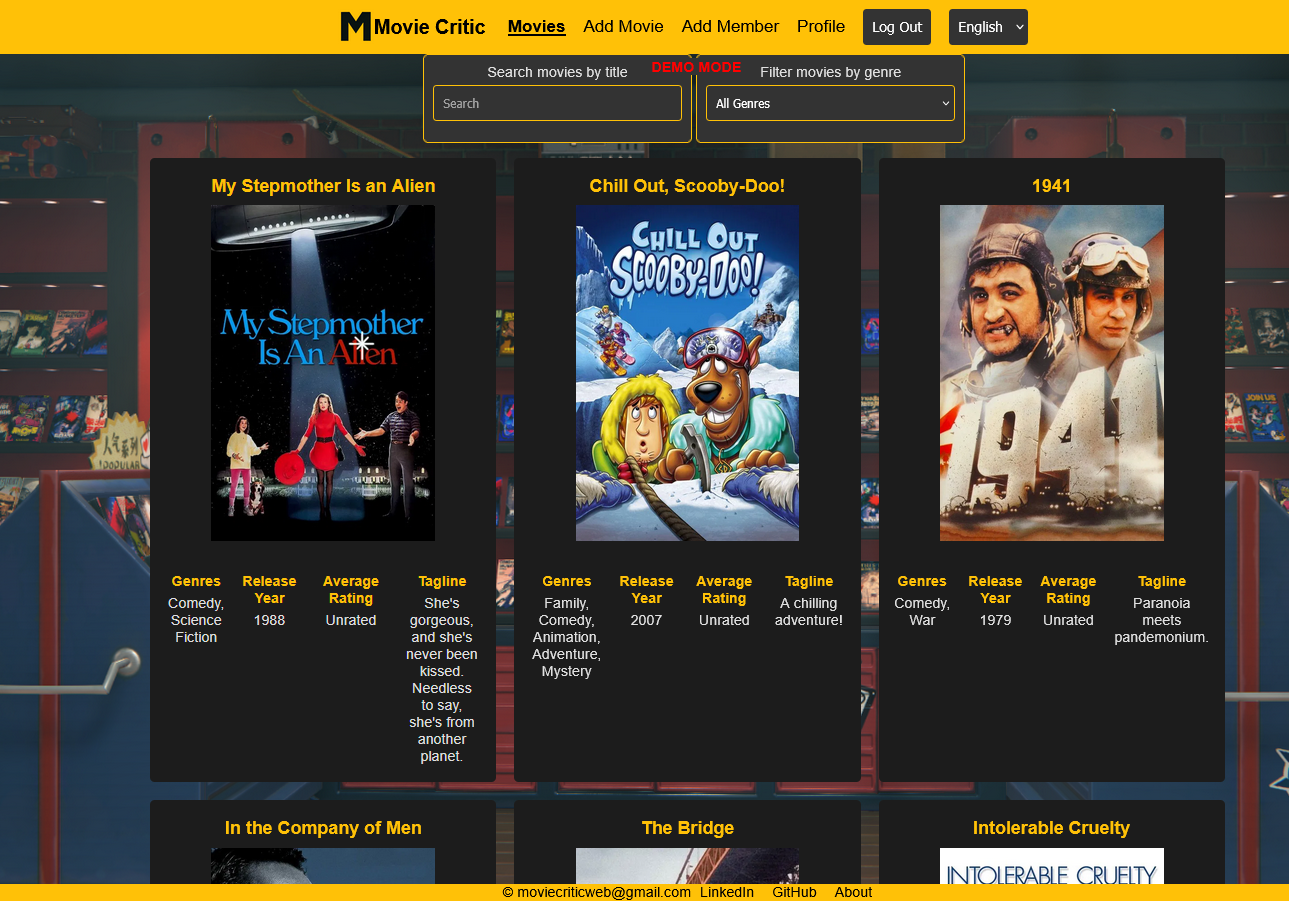 M Movie Critic Movies Add Movie Add Member Profile Log Out English
DEMO MODE
Search movies by title
Search
Filter movies by genre
All Genres
My Stepmother Is an Alien
My Stepmother
Is An Alien
Genres
Comedy,
Science
Fiction
Release
Year
1988
Average
Rating
Unrated
Tagline
She's
gorgeous,
and she's
never been
kissed.
Needless
to say,
she's from
another
planet.
Chill Out, Scooby-Doo!
CHILL OUT
SCOOBY-DOO!
Genres
Family,
Comedy,
Animation,
Adventure,
Mystery
Release
Year
2007
Average
Rating
Unrated
Tagline
A chilling
adventure!
1941
1941
Genres
Comedy,
War
Release
Year
1979
Average
Rating
Unrated
Tagline
Paranoia
meets
pandemonium.
人气系列
JOIN US
In the Company of Men
The Bridge
Intolerable Cruelty
INTOLERABLE CRUELTY
© moviecriticweb@gmail.com LinkedIn GitHub About